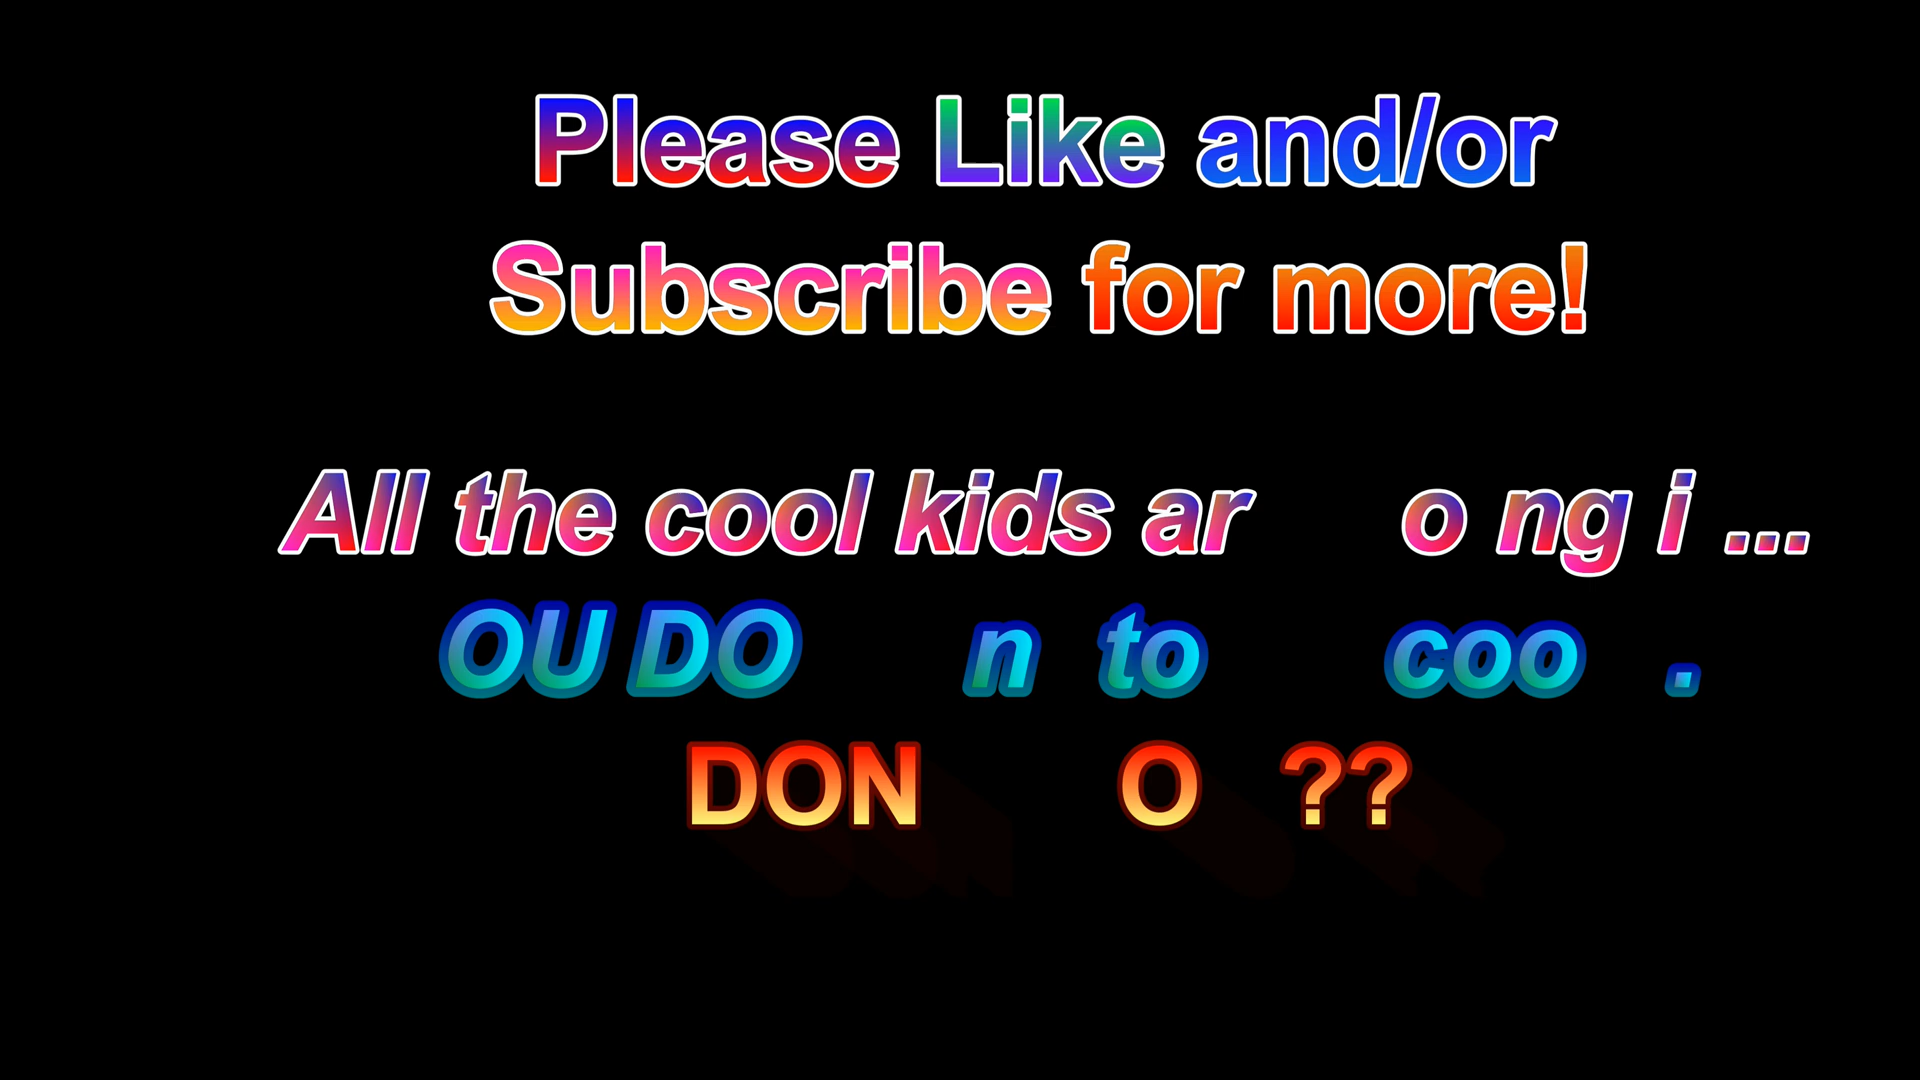 Please Like and/or
Subscribe for more!
All the cool kids ar o ng i ...
OU DO n to coo .
DON O ??